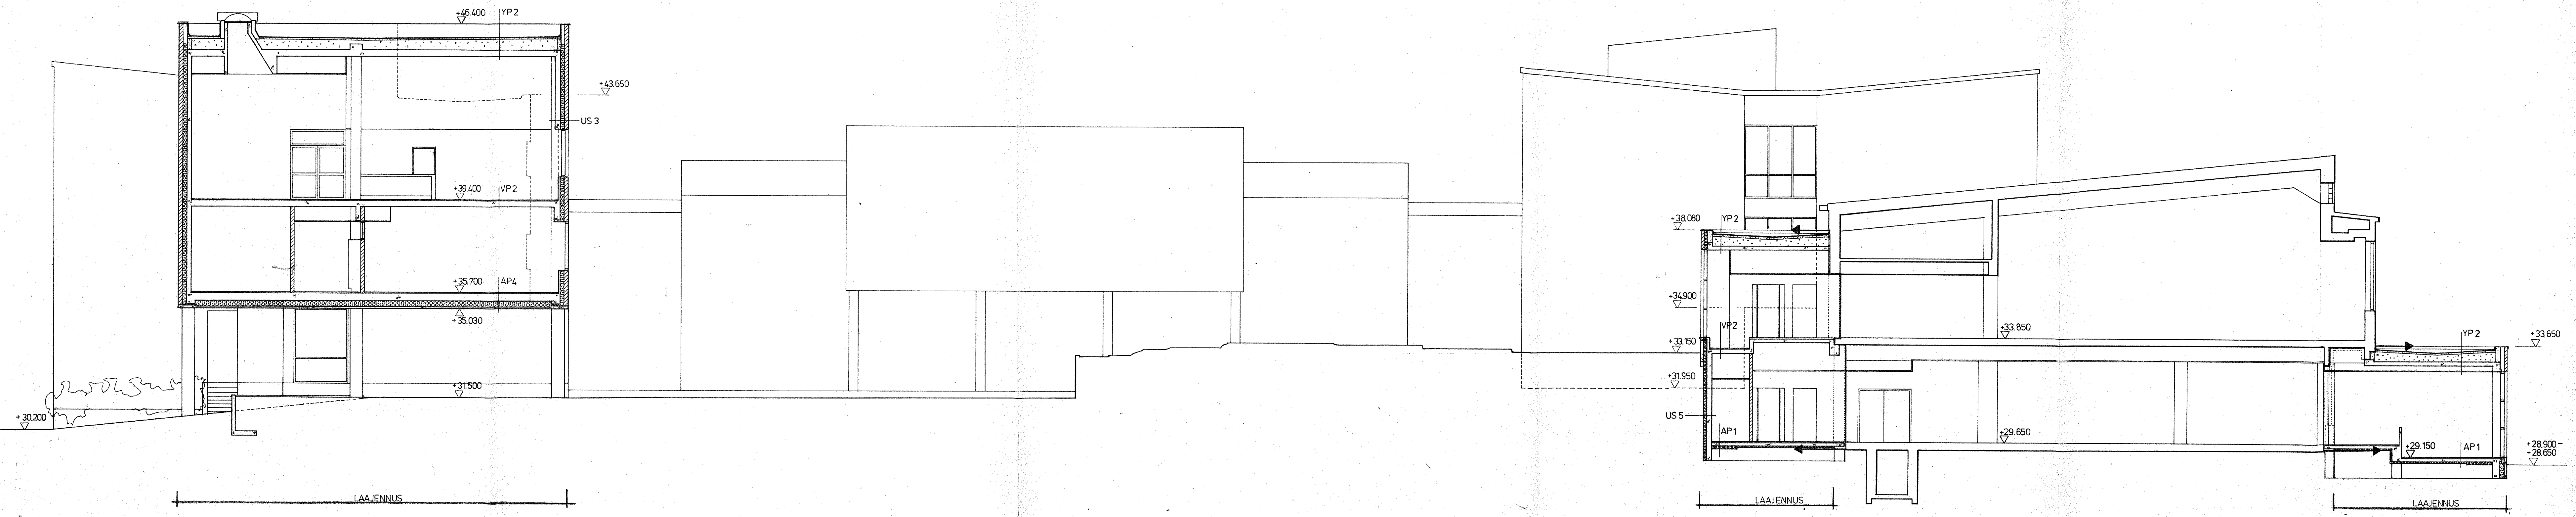 +46.400 YP 2
+43.650
US 3
+39.400 VP 2
+35.700 AP4
+35.030
+31.500
+30.200
LAAJENNUS
+38.080 YP 2
+34.900
VP 2
+33.850
+33.150
+31.950
US 5
AP1
+29.650
YP 2
+33.650
+29.150
AP1
+28.900-
+28.650
LAAJENNUS
LAAJENNUS